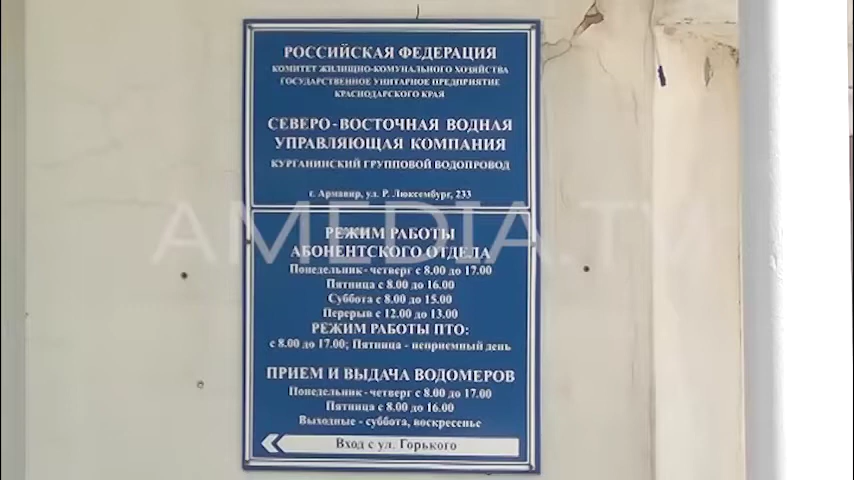 РОССИЙСКАЯ ФЕДЕРАЦИЯ
КОМИТЕТ ЖИЛИЩНО-КОМУНАЛЬНОГО ХОЗЯЙСТВА
ГОСУДАРСТВЕННОЕ УНИТАРНОЕ ПРЕДПРИЯТИЕ
КРАСНОДАРСКОГО КРАЯ
СЕВЕРО-ВОСТОЧНАЯ ВОДНАЯ
УПРАВЛЯЮЩАЯ КОМПАНИЯ
КУРГАНИНСКИЙ ГРУППОВОЙ ВОДОПРОВОД
г. Армавир, ул. Р. Люксембург, 233
AMEDIA.TV
РЕЖИМ РАБОТЫ
АБОНЕНТСКОГО ОТДЕЛА
Понедельник - четверг с 8.00 до 17.00
Пятница с 8.00 до 16.00
Суббота с 8.00 до 15.00
Перерыв с 12.00 до 13.00
РЕЖИМ РАБОТЫ ПТО:
с 8.00 до 17.00; Пятница - неприемный день
ПРИЕМ И ВЫДАЧА ВОДОМЕРОВ
Понедельник - четверг с 8.00 до 17.00
Пятница с 8.00 до 16.00
Выходные - суббота, воскресенье
Вход с ул. Горького